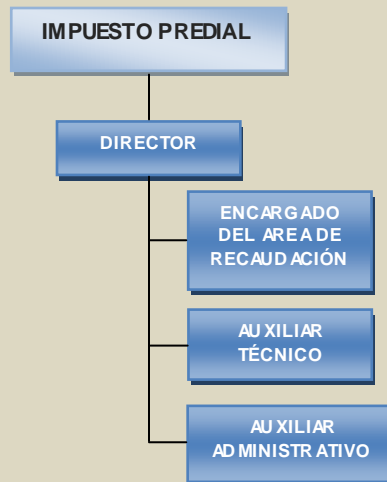 IMPUESTO PREDIAL
DIRECTOR
ENCARGADO
DEL AREA DE
RECAUDACIÓN
AUXILIAR
TÉCNICO
AUXILIAR
ADMINISTRATIVO